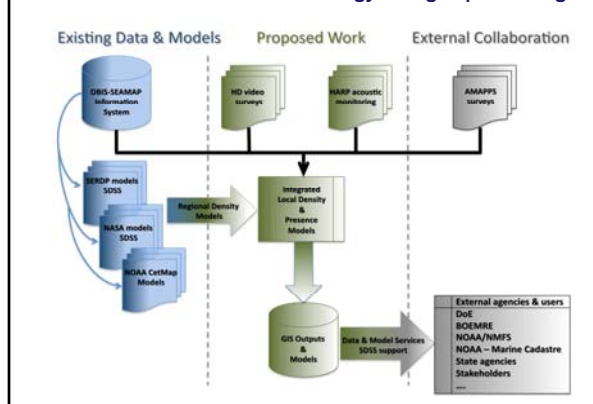 Existing Data & Models
Proposed Work
External Collaboration
OBIS-SEAMAP
Information
System
HD video
surveys
HARP acoustic
monitoring
AMAPPS
surveys
SERDP models
SDSS
NASA models
SDSS
NOAA CetMap
Models
Regional Density
Models
Integrated
Local Density
&
Presence
Models
GIS Outputs
&
Models
Data & Model Services
SDSS support
External agencies & users
DoE
BOEMRE
NOAA/NMFS
NOAA – Marine Cadastre
State agencies
Stakeholders
....